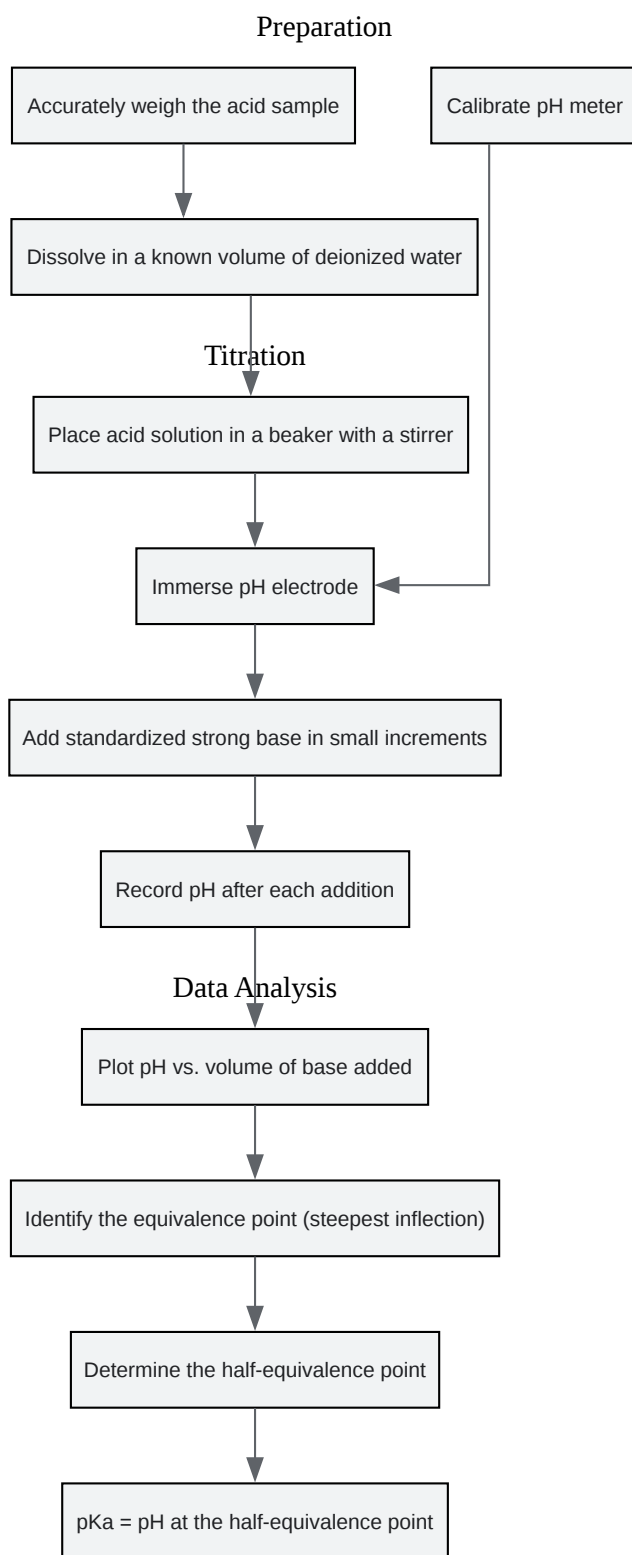 Preparation
Accurately weigh the acid sample
Calibrate pH meter
Dissolve in a known volume of deionized water
Titration
Place acid solution in a beaker with a stirrer
Immerse pH electrode
Add standardized strong base in small increments
Record pH after each addition
Data Analysis
Plot pH vs. volume of base added
Identify the equivalence point (steepest inflection)
Determine the half-equivalence point
pKa = pH at the half-equivalence point